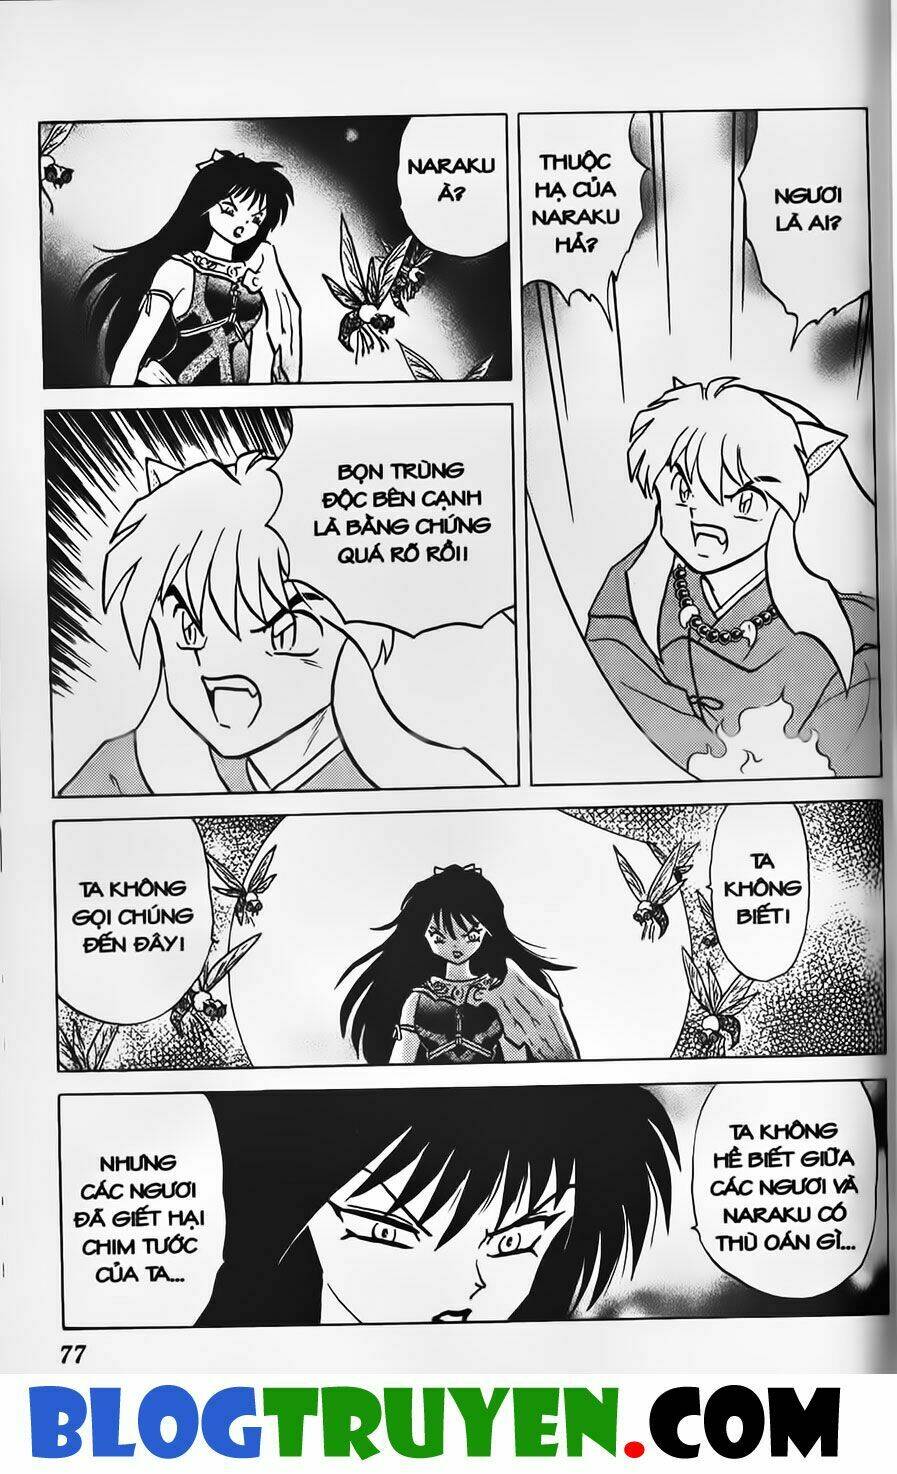 NGƯƠI
LÀ AI?
THUỘC
HẠ CỦA
NARAKU
HẢ?
NARAKU
À?
BỌN TRÙNG
ĐỘC BÊN CẠNH
LÀ BẰNG CHỨNG
QUÁ RÕ RỒI!
TA
KHÔNG
BIẾT!
TA KHÔNG
GỌI CHÚNG
ĐẾN ĐÂY!
TA KHÔNG
HỀ BIẾT GIỮA
CÁC NGƯƠI VÀ
NARAKU CÓ
THÙ OÁN GÌ...
NHƯNG
CÁC NGƯƠI
ĐÃ GIẾT HẠI
CHIM TƯỚC
CỦA TA...
77
BLOGTRUYEN.COM